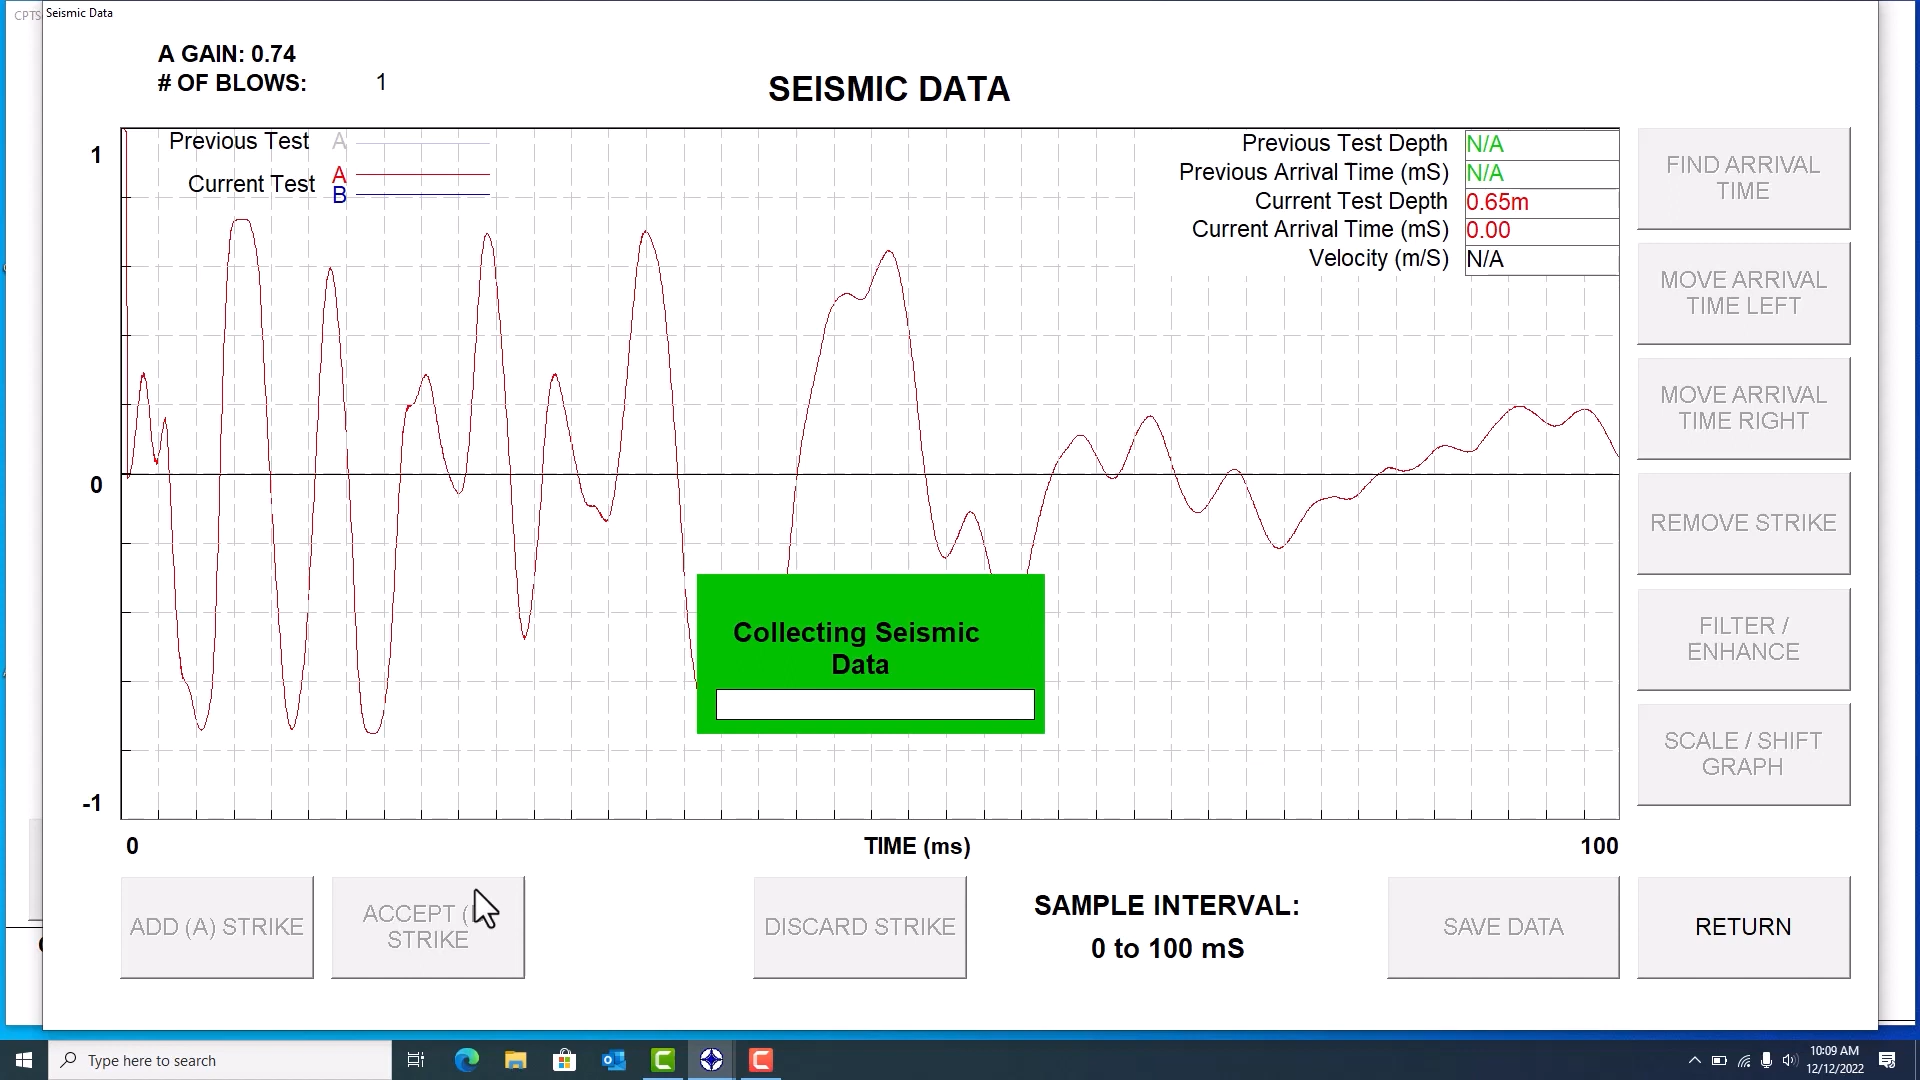 CPTS
Seismic Data
A GAIN: 0.74
# OF BLOWS: 1
SEISMIC DATA
1
0
-1
Previous Test A
Current Test A
B
Previous Test Depth N/A
Previous Arrival Time (mS) N/A
Current Test Depth 0.65m
Current Arrival Time (mS) 0.00
Velocity (m/S) N/A
FIND ARRIVAL
TIME
MOVE ARRIVAL
TIME LEFT
MOVE ARRIVAL
TIME RIGHT
REMOVE STRIKE
FILTER /
ENHANCE
SCALE / SHIFT
GRAPH
Collecting Seismic
Data
0
TIME (ms)
100
ADD (A) STRIKE
ACCEPT (
STRIKE
DISCARD STRIKE
SAMPLE INTERVAL:
0 to 100 mS
SAVE DATA
RETURN
Type here to search
10:09 AM
12/12/2022